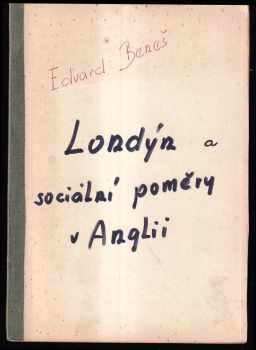 Edvard Beneš
Londýn a
sociální poměry
v Anglii